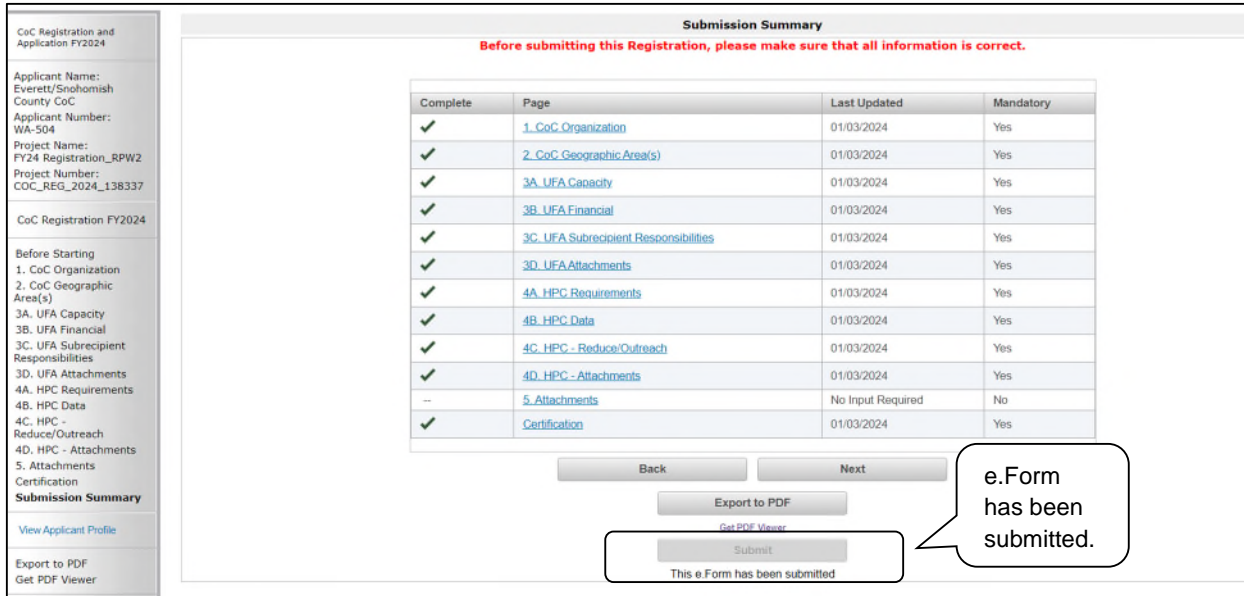 CoC Registration and
Application FY2024
Applicant Name:
Everett/Snohomish
County CoC
Applicant Number:
WA-504
Project Name:
FY24 Registration_RPW2
Project Number:
COC_REG_2024_138337
CoC Registration FY2024
Before Starting
1. CoC Organization
2. CoC Geographic
Area(s)
3A. UFA Capacity
3B. UFA Financial
3C. UFA Subrecipient
Responsibilities
3D. UFA Attachments
4A. HPC Requirements
4B. HPC Data
4C. HPC -
Reduce/Outreach
4D. HPC - Attachments
5. Attachments
Certification
Submission Summary
View Applicant Profile
Export to PDF
Get PDF Viewer
Submission Summary
Before submitting this Registration, please make sure that all information is correct.
Complete Page Last Updated Mandatory
✓ 1. CoC Organization 01/03/2024 Yes
✓ 2. CoC Geographic Area(s) 01/03/2024 Yes
✓ 3A. UFA Capacity 01/03/2024 Yes
✓ 3B. UFA Financial 01/03/2024 Yes
✓ 3C. UFA Subrecipient Responsibilities 01/03/2024 Yes
✓ 3D. UFA Attachments 01/03/2024 Yes
✓ 4A. HPC Requirements 01/03/2024 Yes
✓ 4B. HPC Data 01/03/2024 Yes
✓ 4C. HPC - Reduce/Outreach 01/03/2024 Yes
✓ 4D. HPC - Attachments 01/03/2024 Yes
-- 5. Attachments No Input Required No
✓ Certification 01/03/2024 Yes
Back Next
Export to PDF
Get PDF Viewer
Submit
This e.Form has been submitted
e.Form
has been
submitted.